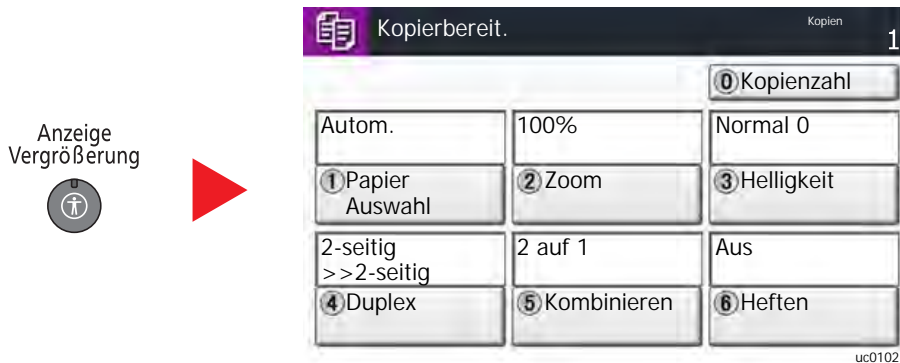 Kopierbereit.
Kopien
1
0 Kopienzahl
Anzeige
Vergrößerung
Autom.
100%
Normal 0
1 Papier
Auswahl
2 Zoom
3 Helligkeit
2-seitig
>>2-seitig
2 auf 1
Aus
4 Duplex
5 Kombinieren
6 Heften
uc0102